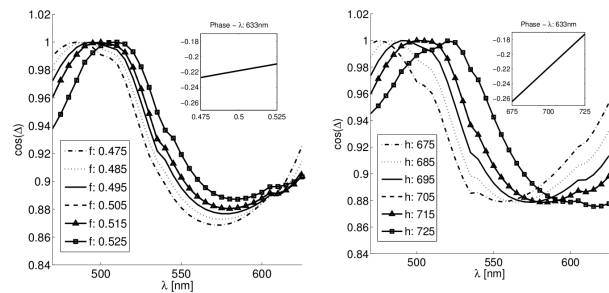 Phase - λ: 633nm
-0.18
-0.2
-0.22
-0.24
-0.26
0.475 0.5 0.525
1
0.98
0.96
0.94
0.92
0.9
0.88
0.86
0.84
cos(Δ)
f: 0.475
f: 0.485
f: 0.495
f: 0.505
f: 0.515
f: 0.525
500 550 600
λ [nm]
Phase - λ: 633nm
-0.18
-0.2
-0.22
-0.24
-0.26
675 700 725
1
0.98
0.96
0.94
0.92
0.9
0.88
0.86
0.84
cos(Δ)
h: 675
h: 685
h: 695
h: 705
h: 715
h: 725
500 550 600
λ [nm]